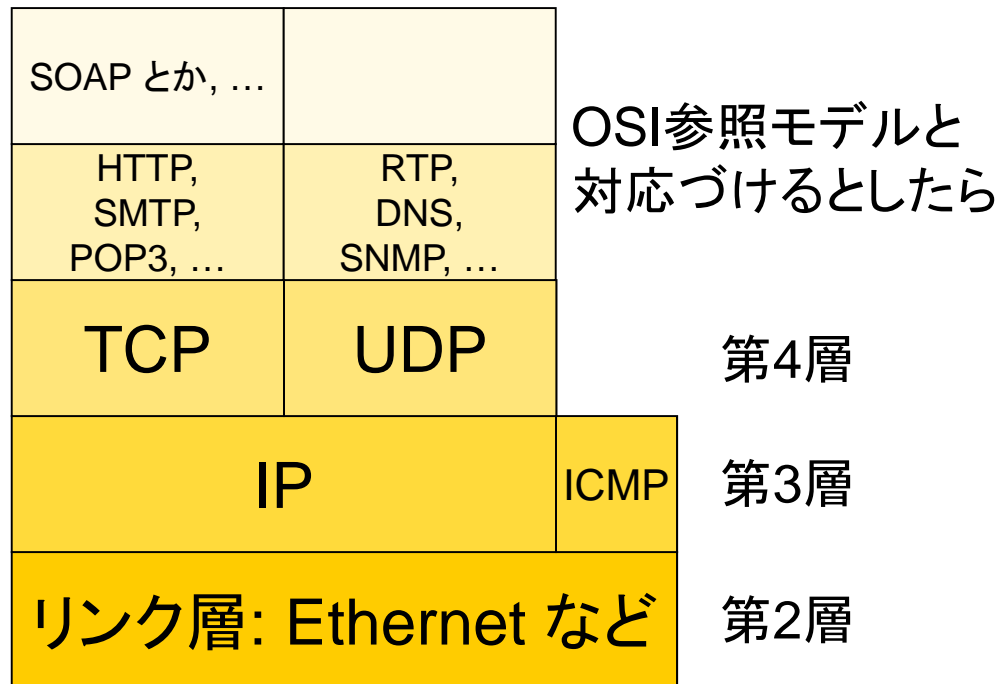 SOAP とか, …
OSI参照モデルと
対応づけるとしたら
HTTP,
SMTP,
POP3, …
RTP,
DNS,
SNMP, …
TCP
UDP
第4層
IP
ICMP
第3層
リンク層: Ethernet など
第2層